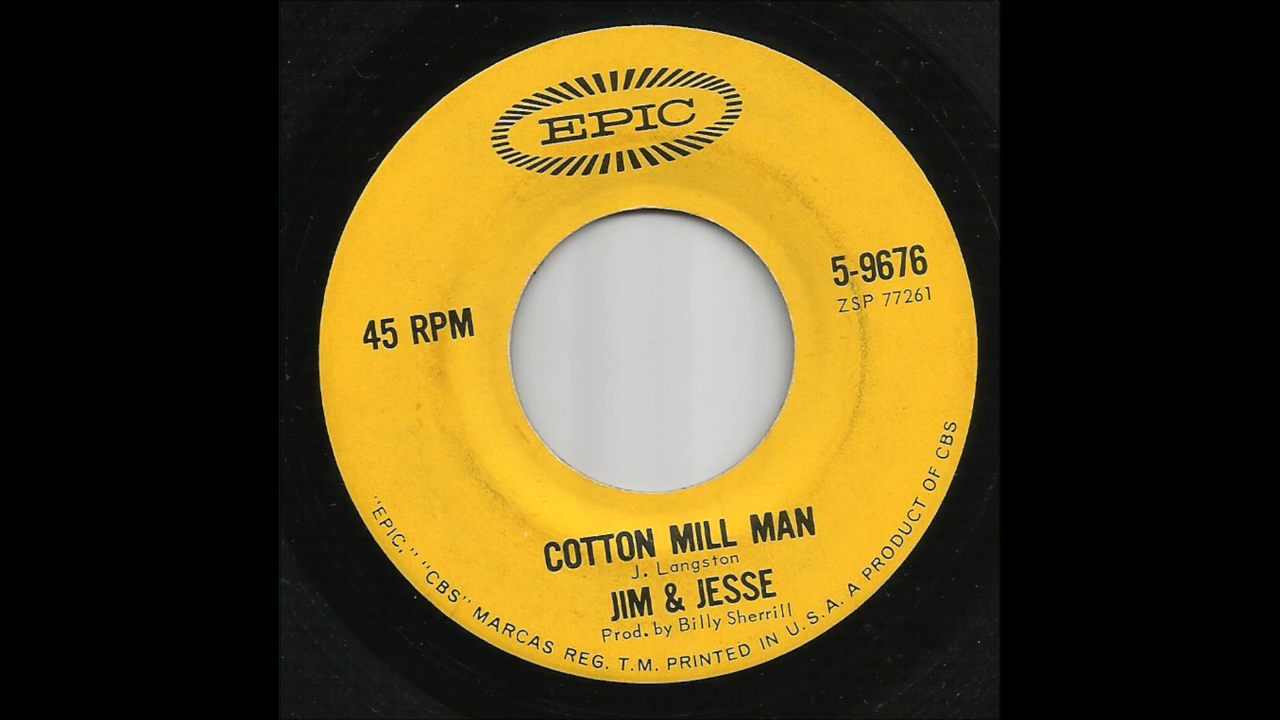 EPIC
5-9676
ZSP 77261
45 RPM
COTTON MILL MAN
J. Langston
JIM & JESSE
Prod. by Billy Sherrill
"EPIC," "CBS" MARCAS REG. T.M. PRINTED IN U.S.A. A PRODUCT OF CBS